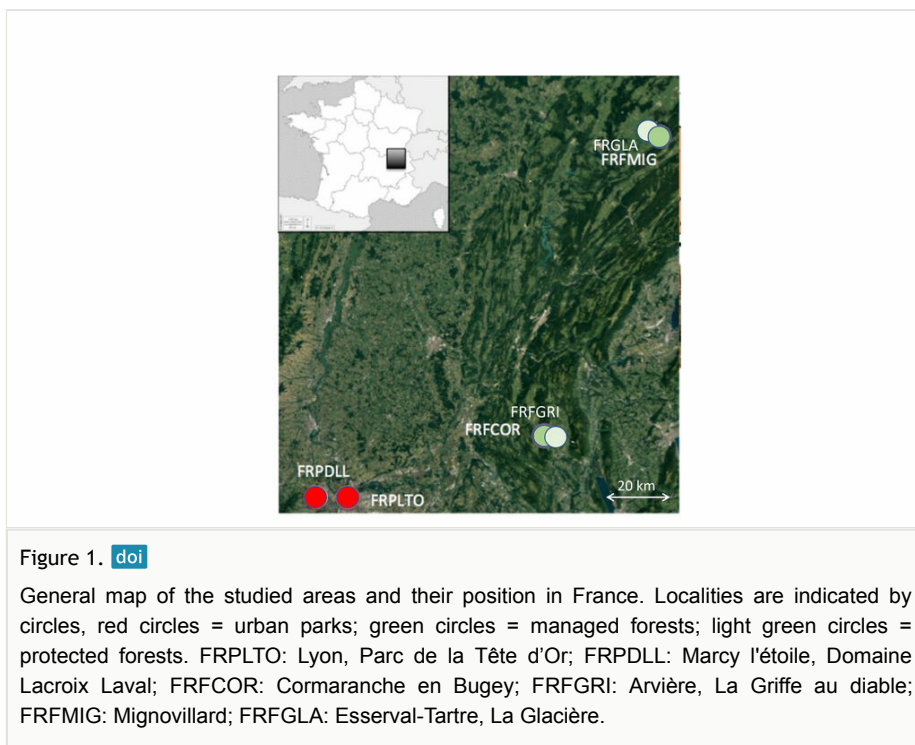 FRGLA
FRFMIG
FRFGRI
FRFCOR
FRPDLL
FRPLTO
20 km
Figure 1. doi
General map of the studied areas and their position in France. Localities are indicated by
circles, red circles = urban parks; green circles = managed forests; light green circles =
protected forests. FRPLTO: Lyon, Parc de la Tête d’Or; FRPDLL: Marcy l'étoile, Domaine
Lacroix Laval; FRFCOR: Cormaranche en Bugey; FRFGRI: Arvière, La Griffe au diable;
FRFMIG: Mignovillard; FRFGLA: Esserval-Tartre, La Glacière.